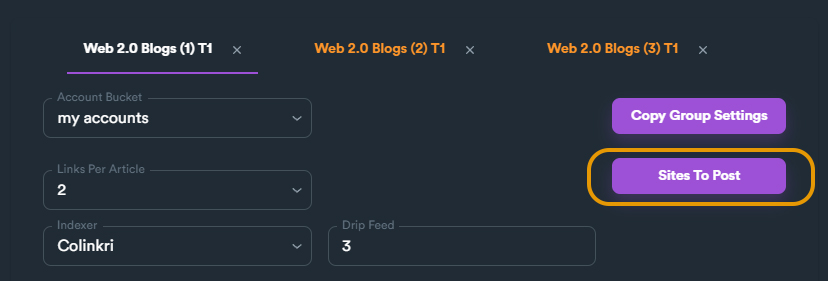 Web 2.0 Blogs (1) T1 ×
Web 2.0 Blogs (2) T1 ×
Web 2.0 Blogs (3) T1 ×
Account Bucket
my accounts
Copy Group Settings
Links Per Article
2
Sites To Post
Indexer
Colinkri
Drip Feed
3